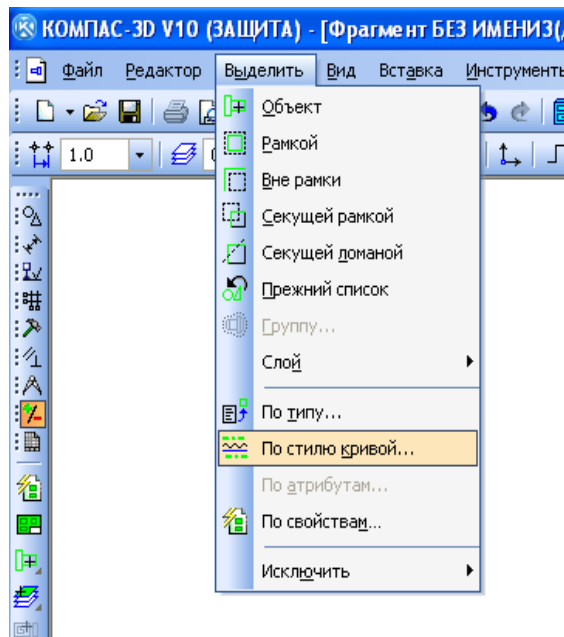 КОМПАС-3D V10 (ЗАЩИТА) - [Фрагмент БЕЗ ИМЕНИ3(
Файл Редактор Выделить Вид Вставка Инструменты
1.0
Объект
Рамкой
Вне рамки
Секущей рамкой
Секущей ломаной
Прежний список
Группу...
Слой
По типу...
По стилю кривой...
По атрибутам...
По свойствам...
Исключить